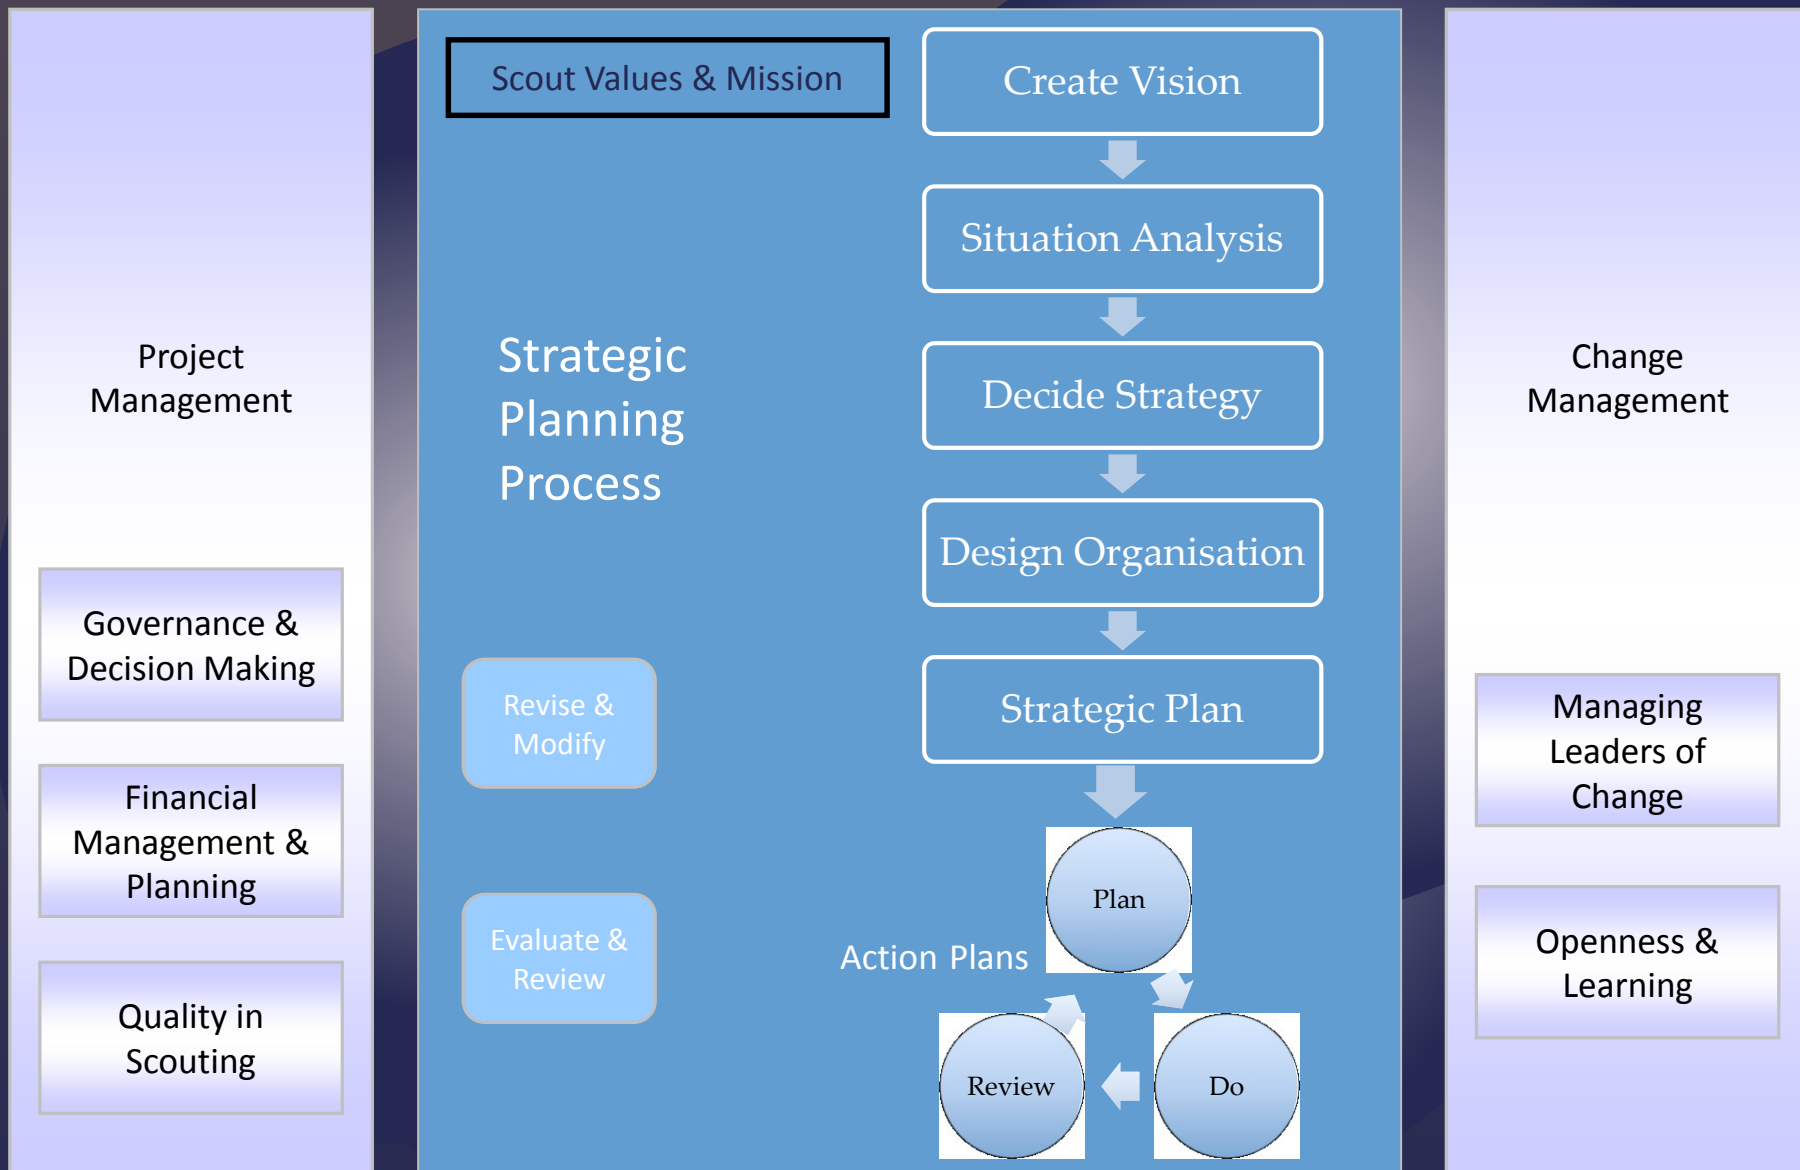 Project
Management
Governance &
Decision Making
Financial
Management &
Planning
Quality in
Scouting
Scout Values & Mission
Strategic
Planning
Process
Revise &
Modify
Evaluate &
Review
Create Vision
Situation Analysis
Decide Strategy
Design Organisation
Strategic Plan
Action Plans
Plan
Do
Review
Change
Management
Managing
Leaders of
Change
Openness &
Learning